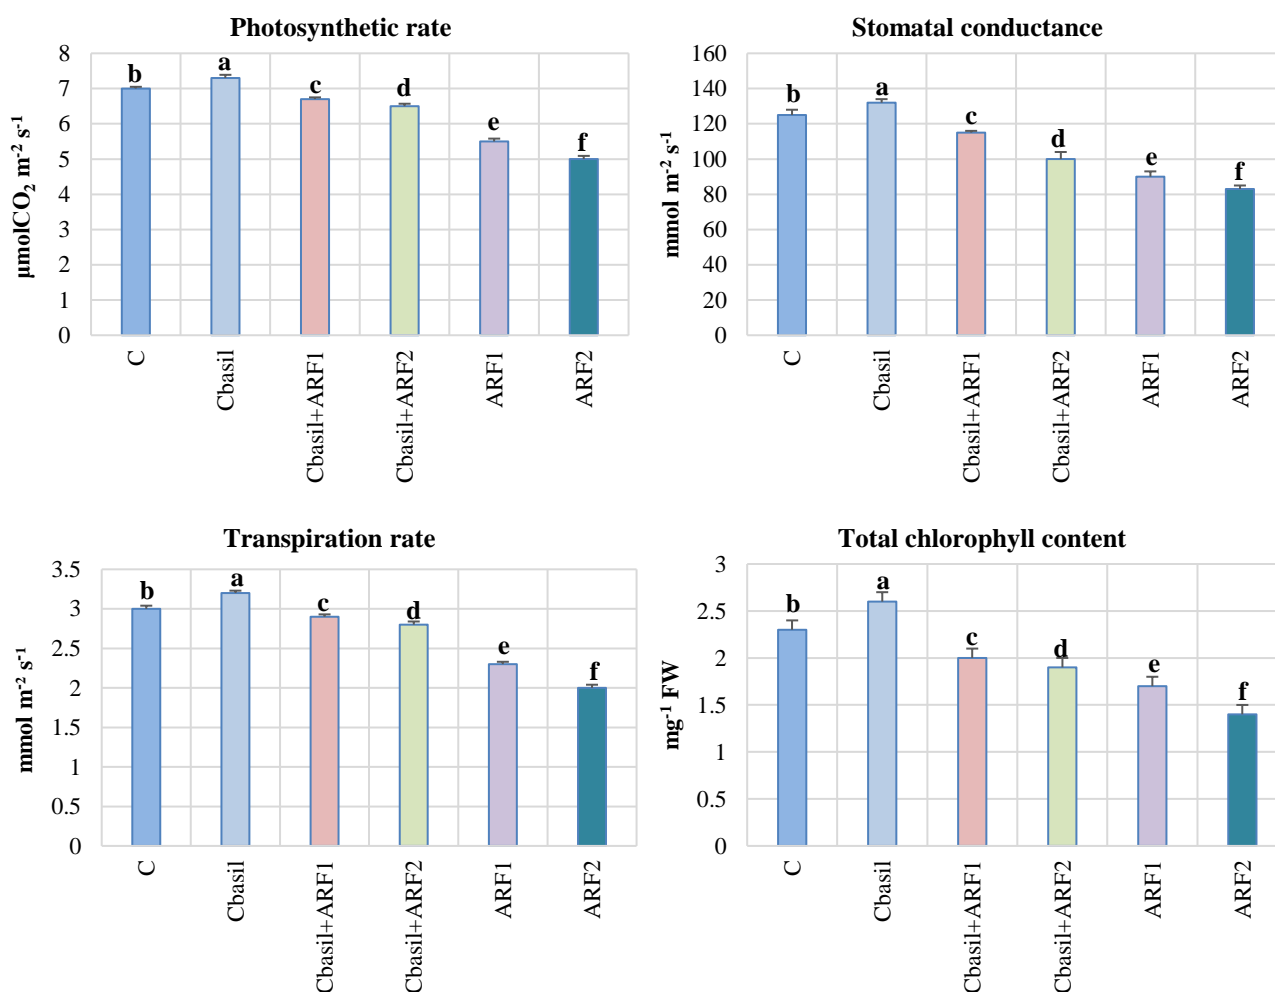 Photosynthetic rate
µmolCO₂ m⁻² s⁻¹
8
7
6
5
4
3
2
1
0
b
a
c
d
e
f
C
Cbasil
Cbasil+ARF1
Cbasil+ARF2
ARF1
ARF2
Stomatal conductance
mmol m⁻² s⁻¹
160
140
120
100
80
60
40
20
0
b
a
c
d
e
f
C
Cbasil
Cbasil+ARF1
Cbasil+ARF2
ARF1
ARF2
Transpiration rate
mmol m⁻² s⁻¹
3.5
3
2.5
2
1.5
1
0.5
0
b
a
c
d
e
f
C
Cbasil
Cbasil+ARF1
Cbasil+ARF2
ARF1
ARF2
Total chlorophyll content
mg⁻¹ FW
3
2.5
2
1.5
1
0.5
0
b
a
c
d
e
f
C
Cbasil
Cbasil+ARF1
Cbasil+ARF2
ARF1
ARF2